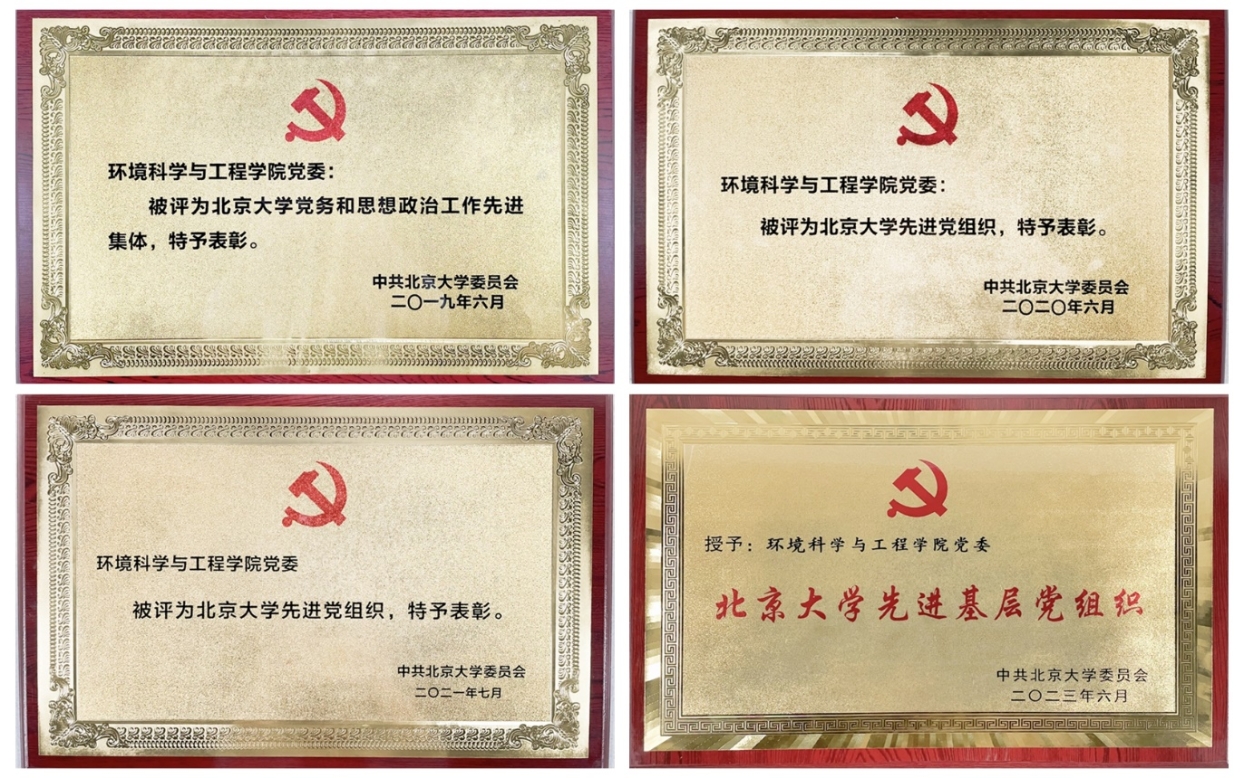 环境科学与工程学院党委：
被评为北京大学党务和思想政治工作先进
集体，特予表彰。
中共北京大学委员会
二〇一九年六月
环境科学与工程学院党委：
被评为北京大学先进党组织，特予表彰。
中共北京大学委员会
二〇二〇年六月
环境科学与工程学院党委
被评为北京大学先进党组织，特予表彰。
中共北京大学委员会
二〇二一年七月
授予：环境科学与工程学院党委
北京大学先进基层党组织
中共北京大学委员会
二〇二三年六月